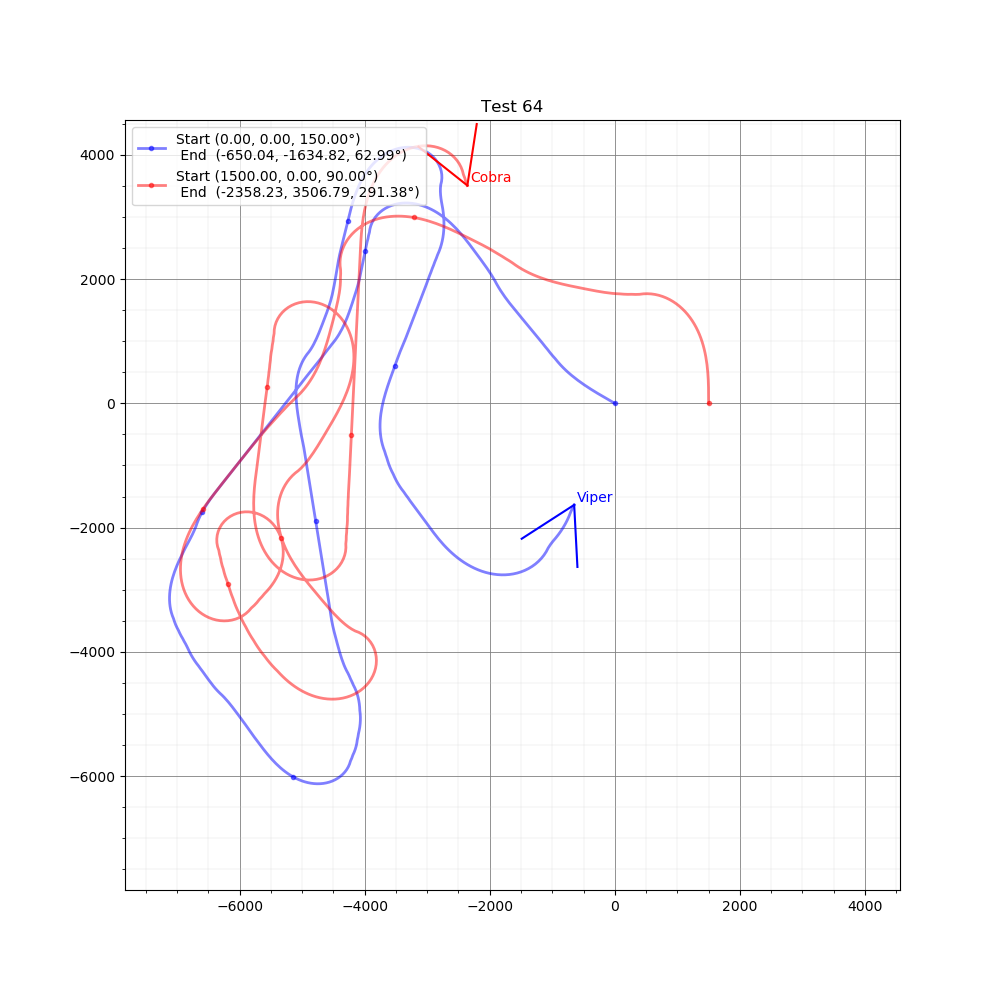 Test 64
Start (0.00, 0.00, 150.00°)
End  (-650.04, -1634.82, 62.99°)
Start (1500.00, 0.00, 90.00°)
End  (-2358.23, 3506.79, 291.38°)
Cobra
Viper
4000
2000
0
−2000
−4000
−6000
−6000
−4000
−2000
0
2000
4000